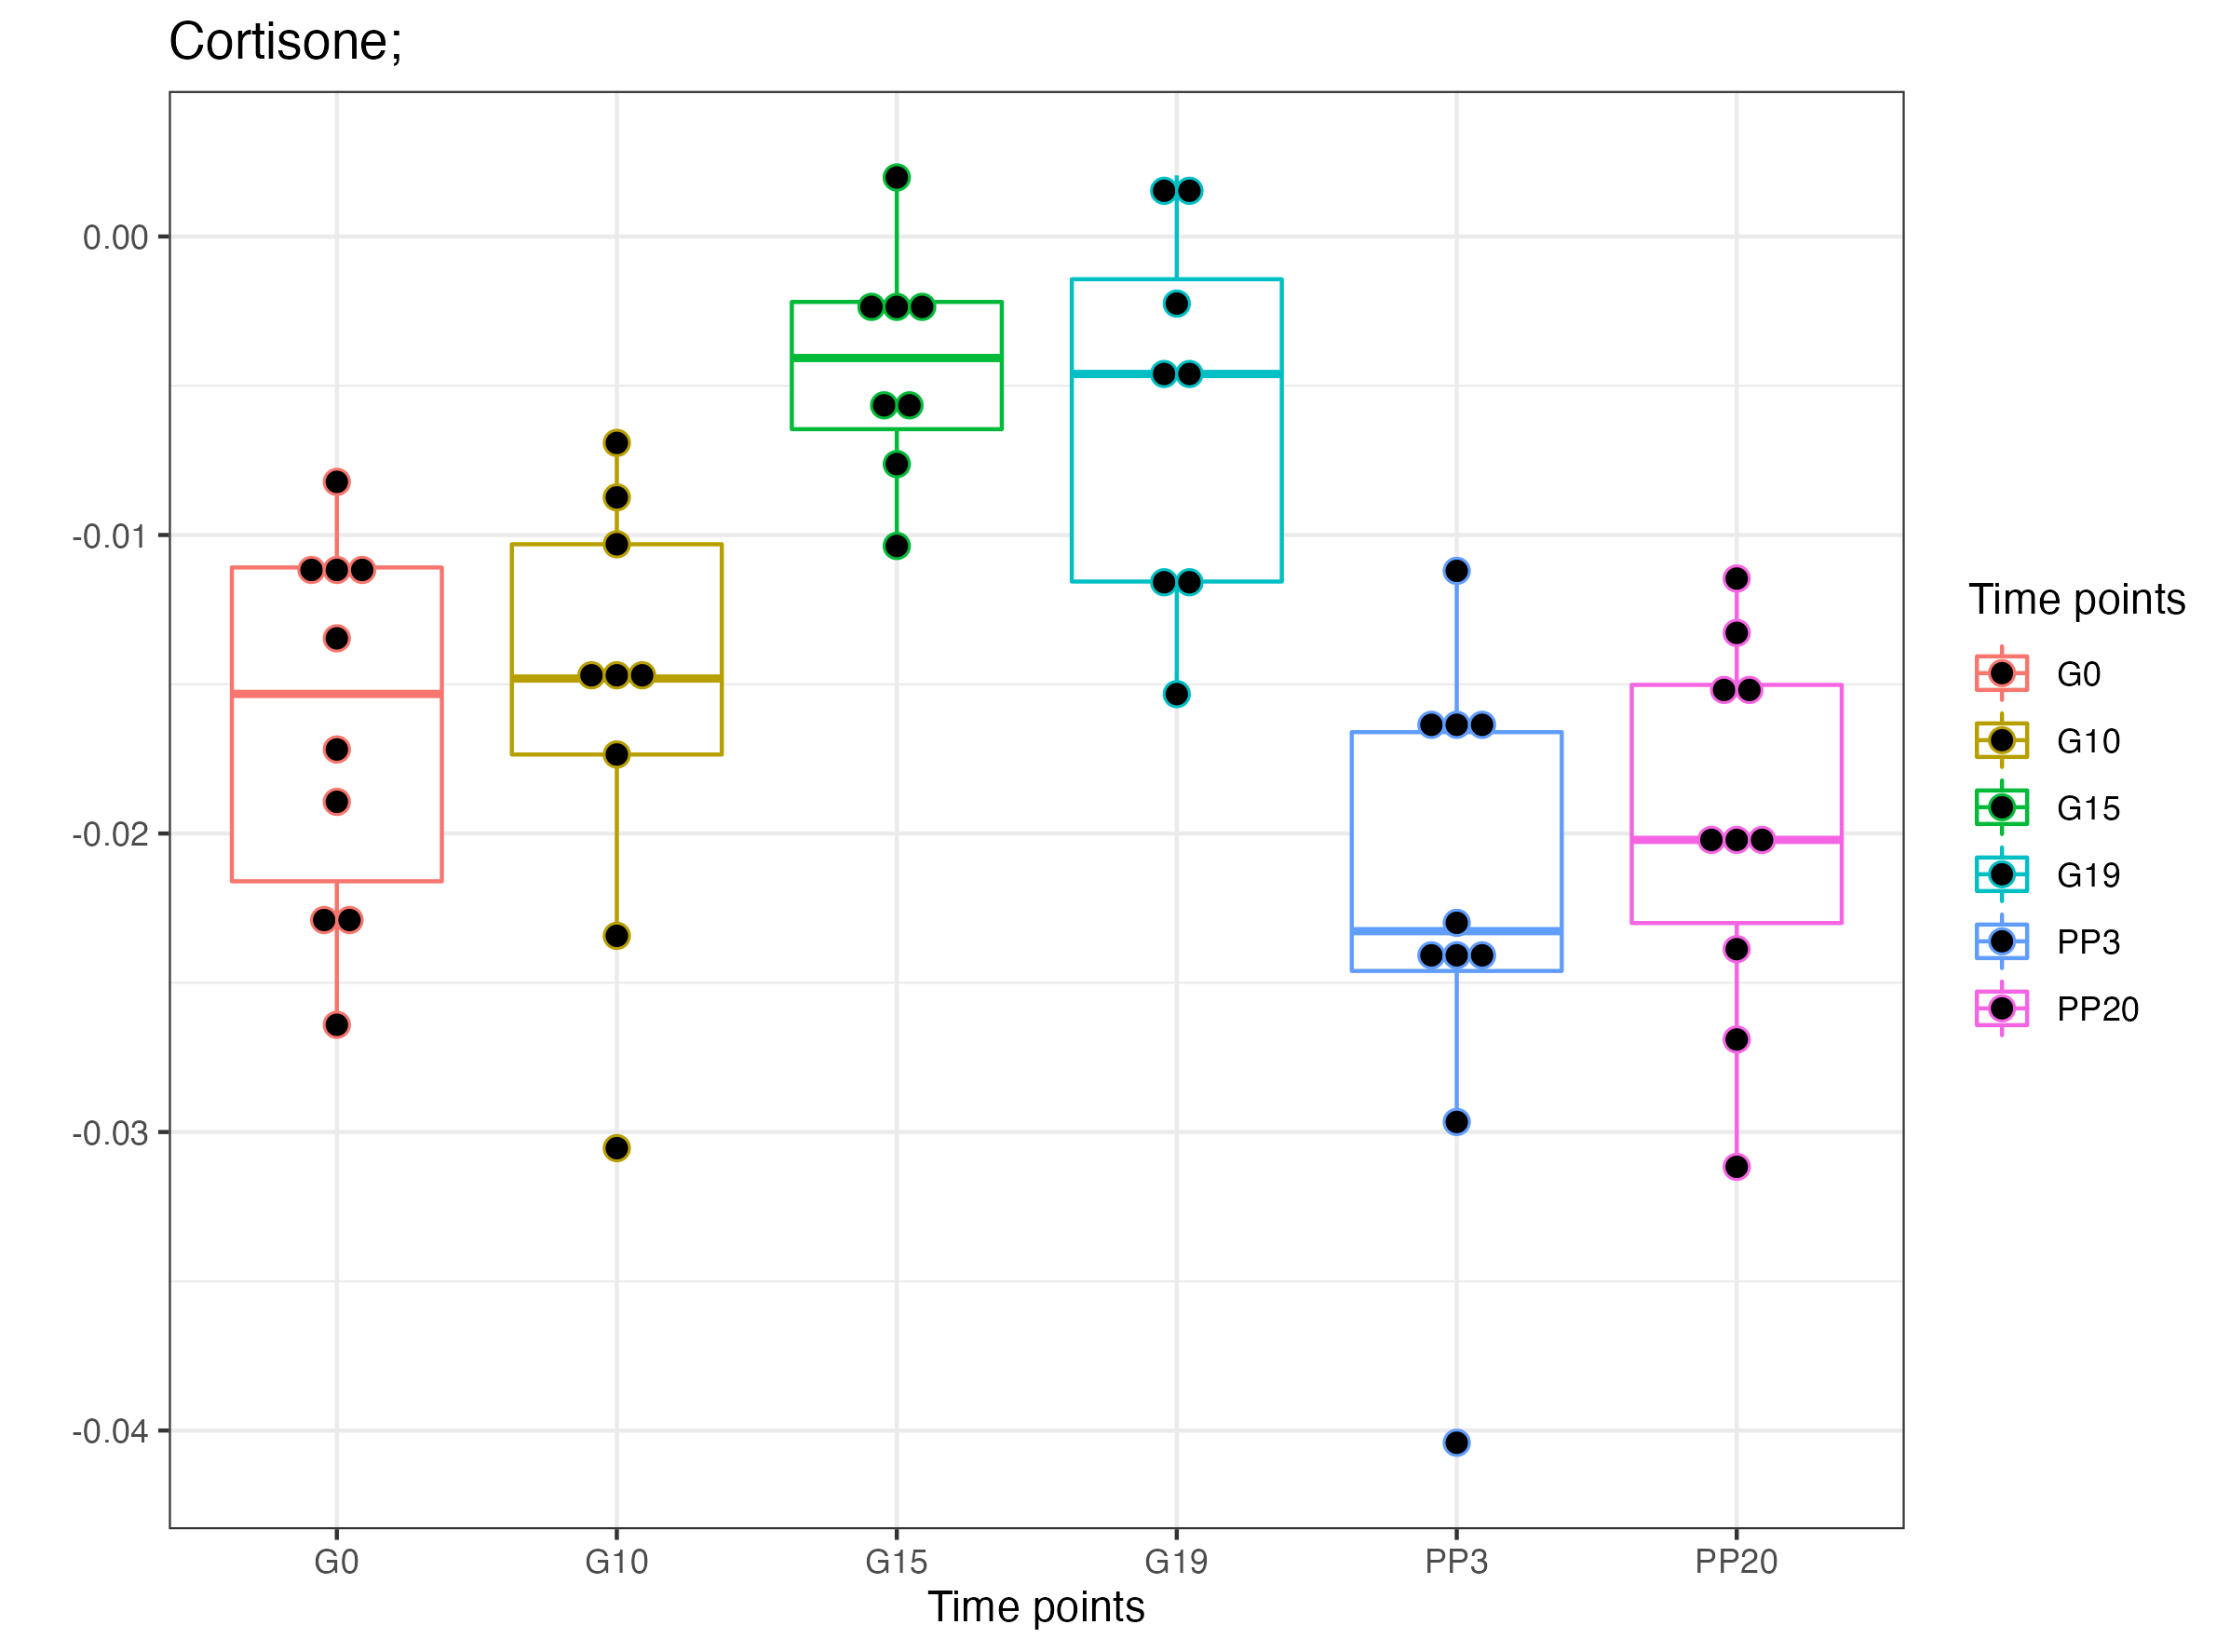 Cortisone;
0.00
-0.01
-0.02
-0.03
-0.04
G0 G10 G15 G19 PP3 PP20
Time points
Time points
G0
G10
G15
G19
PP3
PP20